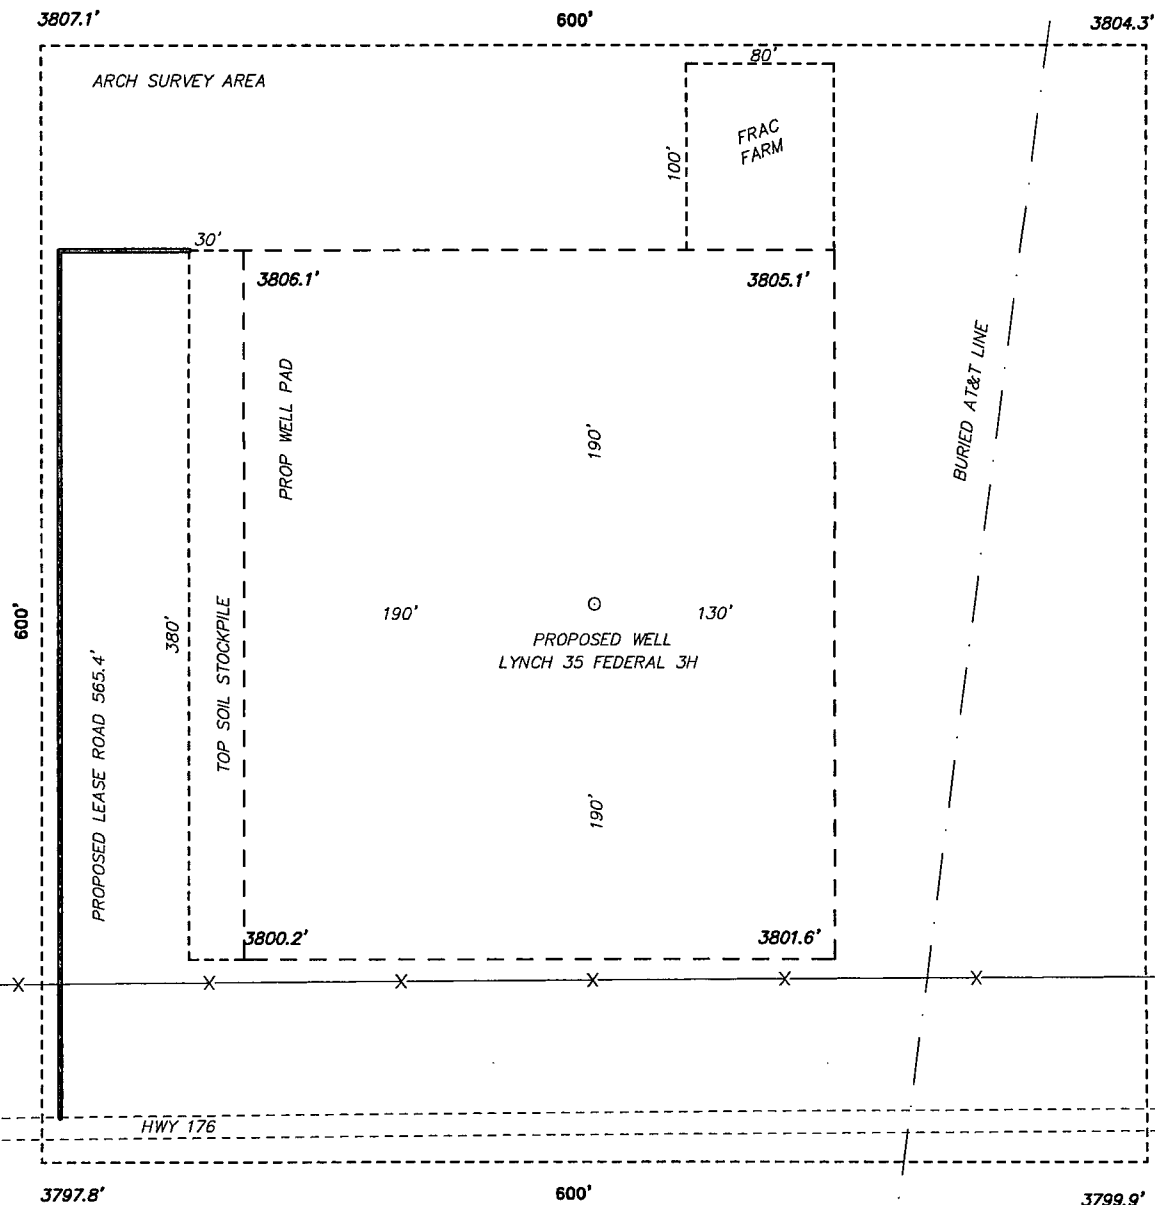 3807.1'
600'
3804.3'
80'
ARCH SURVEY AREA
FRAC
FARM
100'
30'
3806.1'
3805.1'
PROP WELL PAD
190'
BURIED AT&T LINE
600'
380'
TOP SOIL STOCKPILE
190'
130'
PROPOSED WELL
LYNCH 35 FEDERAL 3H
PROPOSED LEASE ROAD 565.4'
190'
3800.2'
3801.6'
X X X X X X
HWY 176
3797.8'
600'
3799.9'